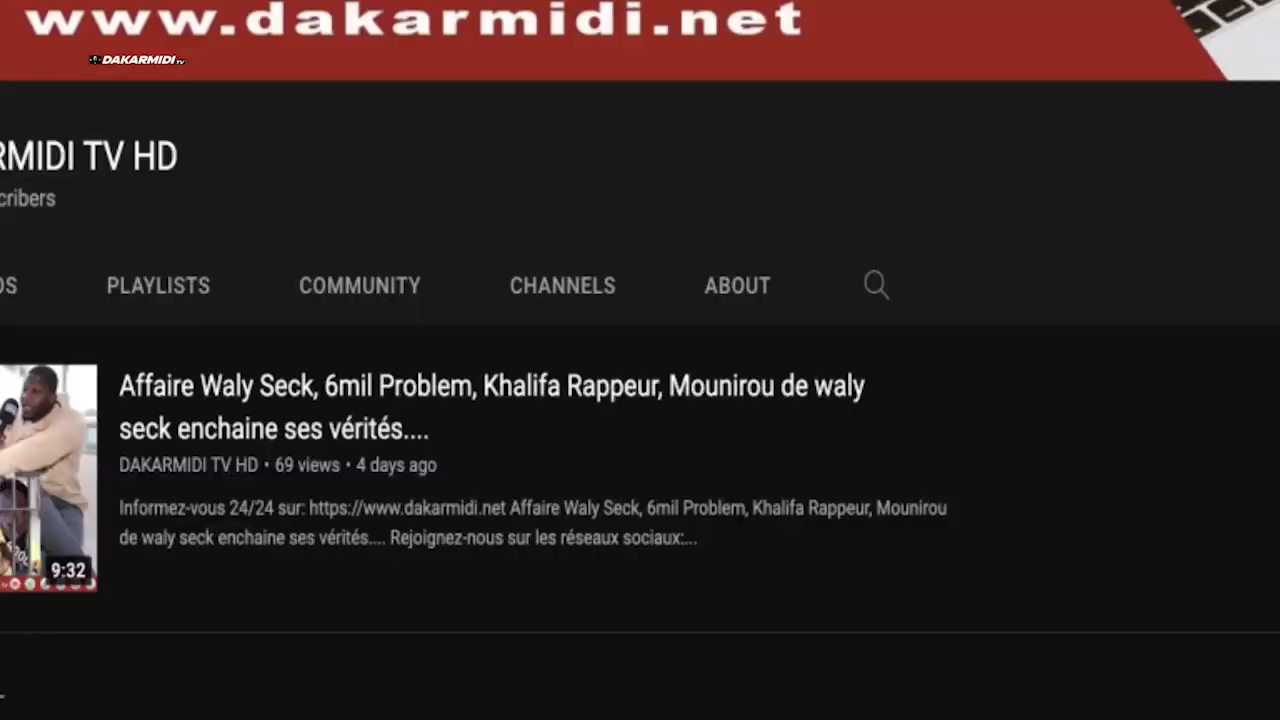 www.dakarmidi.net
DAKARMIDI TV
RMIDI TV HD
cribers
OS PLAYLISTS COMMUNITY CHANNELS ABOUT
Affaire Waly Seck, 6mil Problem, Khalifa Rappeur, Mounirou de waly
seck enchaine ses vérités....
DAKARMIDI TV HD • 69 views • 4 days ago
Informez-vous 24/24 sur: https://www.dakarmidi.net Affaire Waly Seck, 6mil Problem, Khalifa Rappeur, Mounirou
de waly seck enchaine ses vérités.... Rejoignez-nous sur les réseaux sociaux:...
9:32